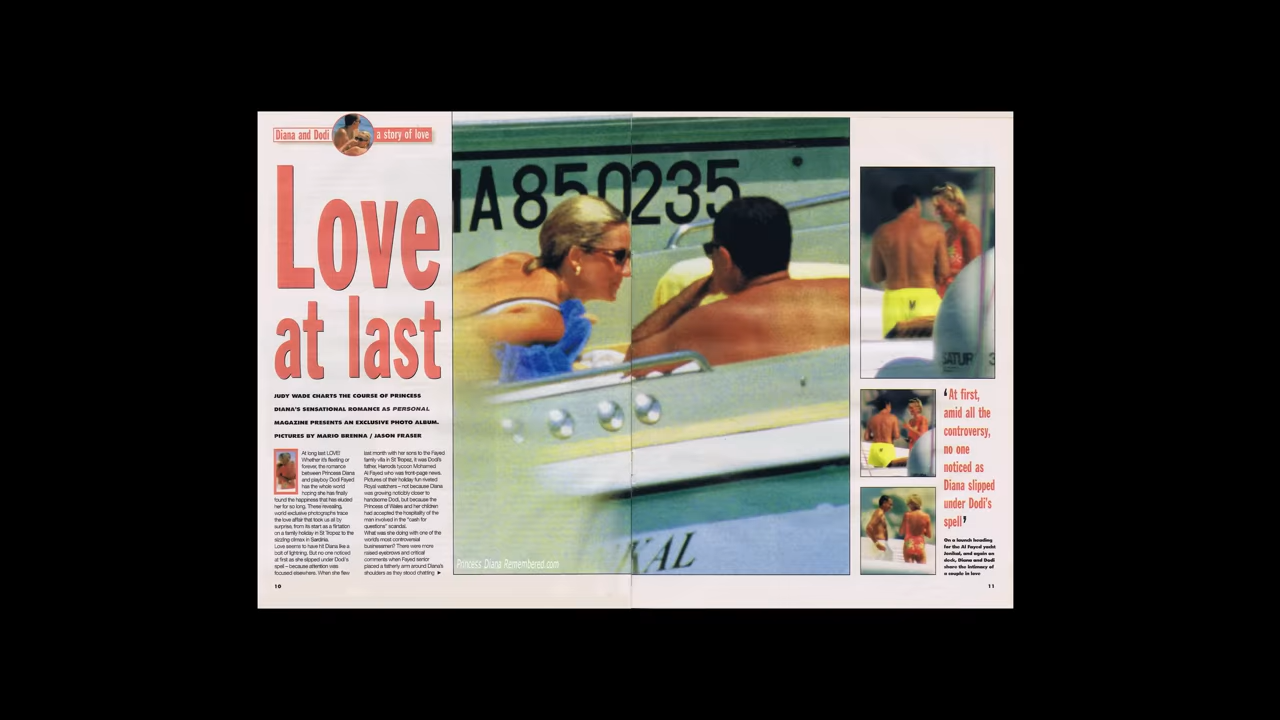 Diana and Dodi
a story of love
Love
at last
JUDY WADE CHARTS THE COURSE OF PRINCESS
DIANA'S SENSATIONAL ROMANCE AS PERSONAL
MAGAZINE PRESENTS AN EXCLUSIVE PHOTO ALBUM.
PICTURES BY MARIO BRENNA / JASON FRASER
At long last LOVE!
Whether it's fleeting or
forever, the romance
between Princess Diana
and playboy Dodi Fayed
has the whole world
hoping she has finally
found the happiness that has eluded
her for so long. These revealing,
world exclusive photographs trace
the love affair that took us all by
surprise, from its start as a flirtation
on a family holiday in St Tropez to the
sizzling climax in Sardinia.
Love seems to have hit Diana like a
bolt of lightning. But no one noticed
at first as she slipped under Dodi's
spell – because attention was
focused elsewhere. When she flew
last month with her sons to the Fayed
family villa in St Tropez, it was Dodi's
father, Harrods tycoon Mohamed
Al Fayed who was front-page news.
Pictures of their holiday fun riveted
Royal watchers – not because Diana
was growing noticibly closer to
handsome Dodi, but because the
Princess of Wales and her children
had accepted the hospitality of the
man involved in the "cash for
questions" scandal.
What was she doing with one of the
world's most controversial
businessmen? There were more
raised eyebrows and critical
comments when Fayed senior
placed a fatherly arm around Diana's
shoulders as they stood chatting ►
10
IA850235
KAL
Princess Diana Remembered.com
SATUR
'At first,
amid all the
controversy,
no one
noticed as
Diana slipped
under Dodi's
spell'
On a launch heading
for the Al Fayed yacht
Jonikal, and again on
deck, Diana and Dodi
share the intimacy of
a couple in love
11